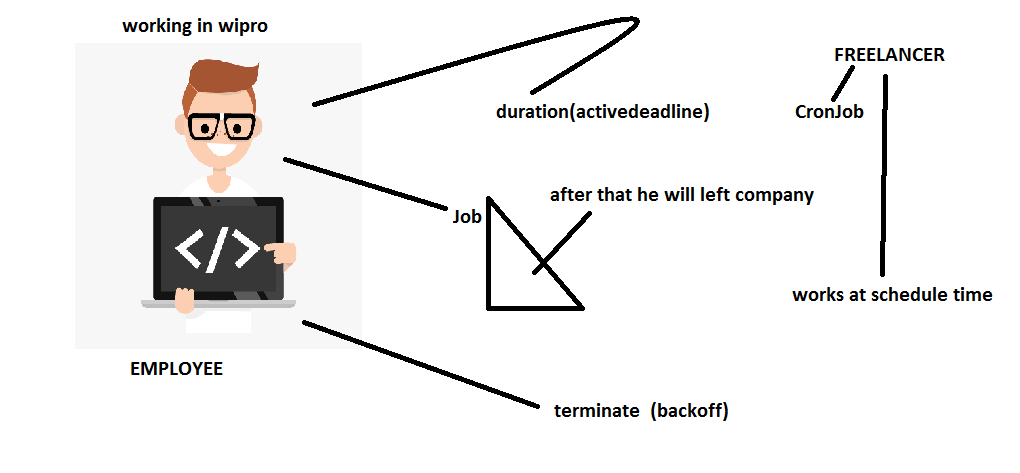 working in wipro
FREELANCER
duration(activedeadline)
CronJob
after that he will left company
Job
</>
works at schedule time
EMPLOYEE
terminate (backoff)